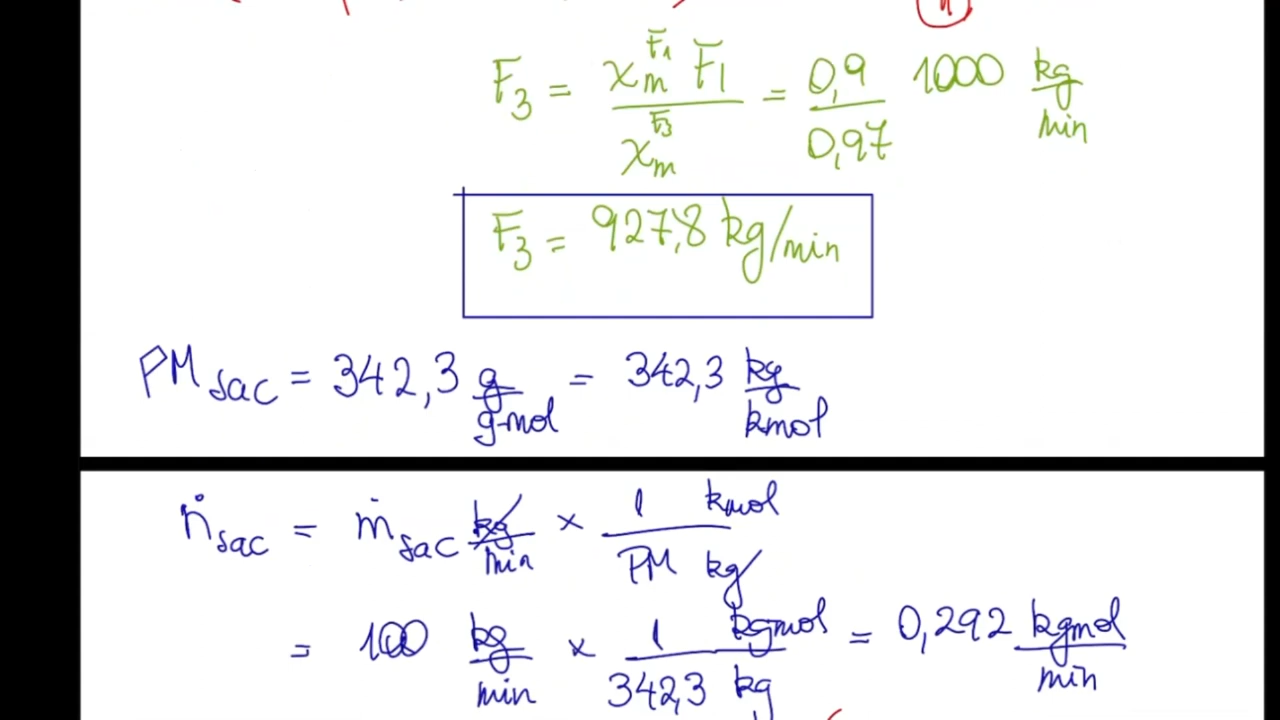 F₃ = x_m^F₁ F₁ / x_m^F₃ = 0,9 / 0,97 1000 kg/min
F₃ = 927,8 kg/min
PM sac = 342,3 g/g-mol = 342,3 kg/kmol
ṅ sac = ṁ sac kg/min × 1 kmol / PM kg
= 100 kg/min × 1 kgmol / 342,3 kg = 0,292 kgmol/min